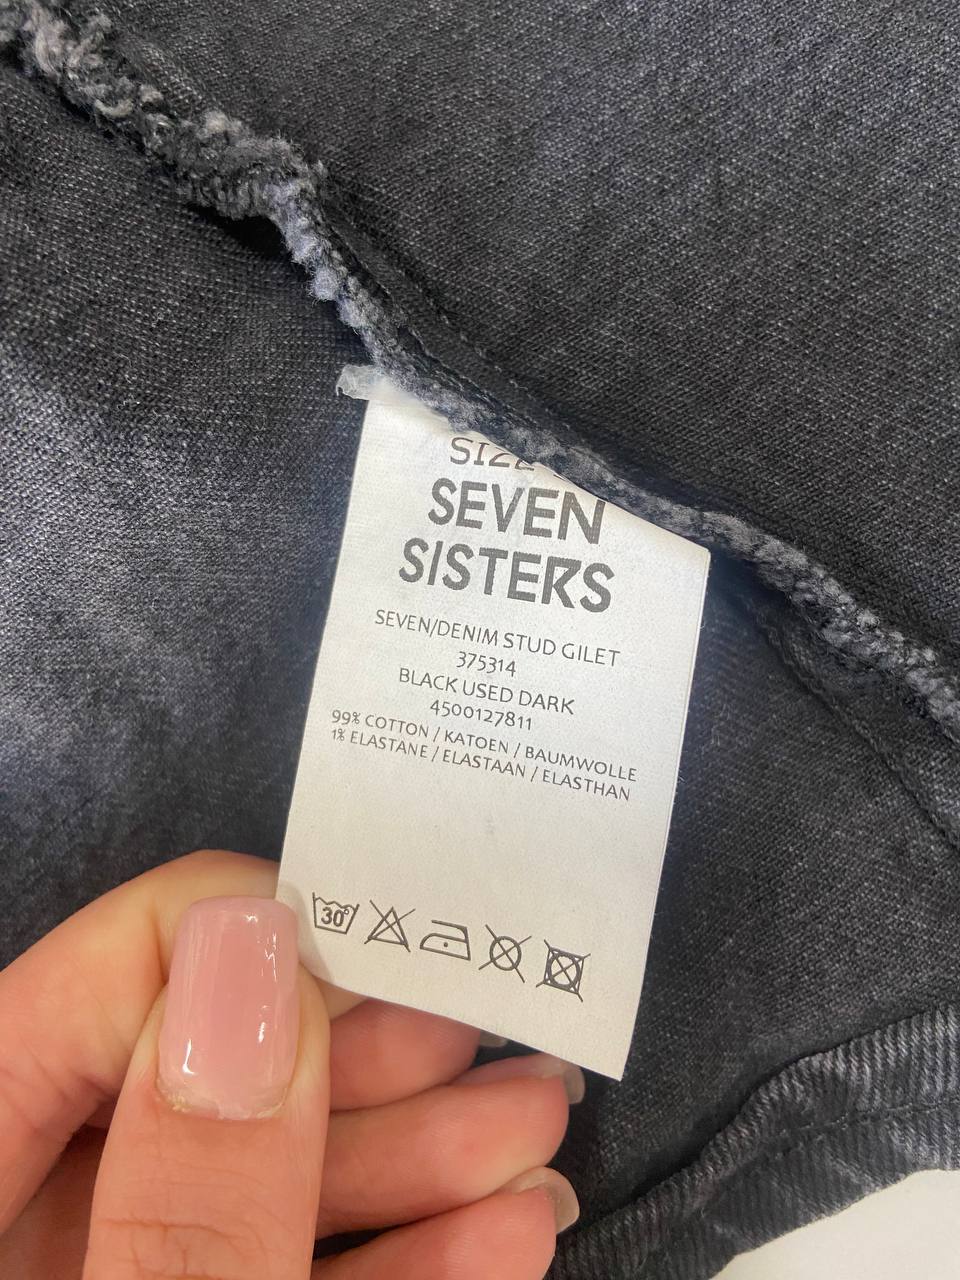 SIZE
SEVEN
SISTERS
SEVEN/DENIM STUD GILET
375314
BLACK USED DARK
4500127811
99% COTTON / KATOEN / BAUMWOLLE
1% ELASTANE / ELASTAAN / ELASTHAN
30°